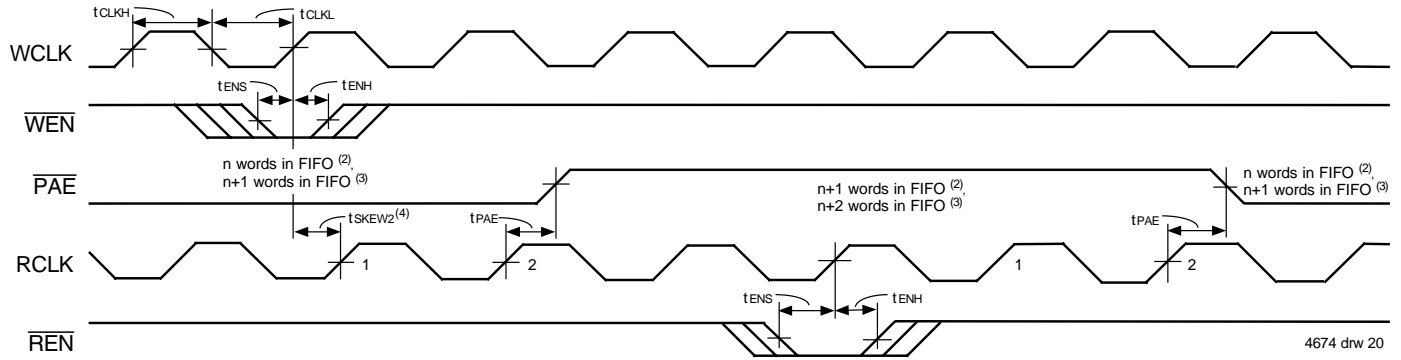 tCLKH
tCLKL
WCLK
tENS
tENH
WEN
n words in FIFO (2),
n+1 words in FIFO (3)
PAE
n+1 words in FIFO (2),
n+2 words in FIFO (3)
n words in FIFO (2),
n+1 words in FIFO (3)
tSKEW2(4)
tPAE
tPAE
RCLK
1
2
1
2
tENS
tENH
REN
4674 drw 20